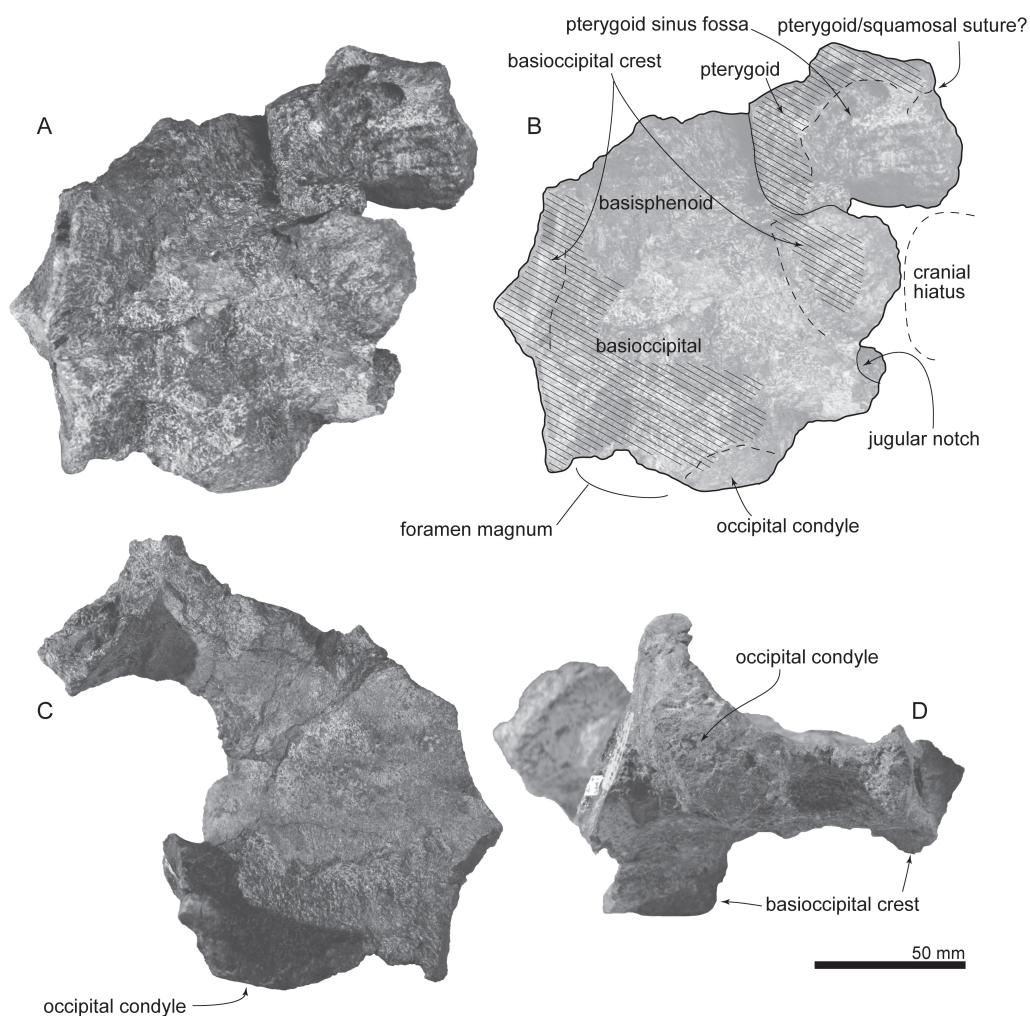 pterygoid sinus fossa
pterygoid/squamosal suture?
basioccipital crest
pterygoid
A
B
basisphenoid
cranial
hiatus
basioccipital
jugular notch
foramen magnum
occipital condyle
occipital condyle
C
D
basioccipital crest
50 mm
occipital condyle